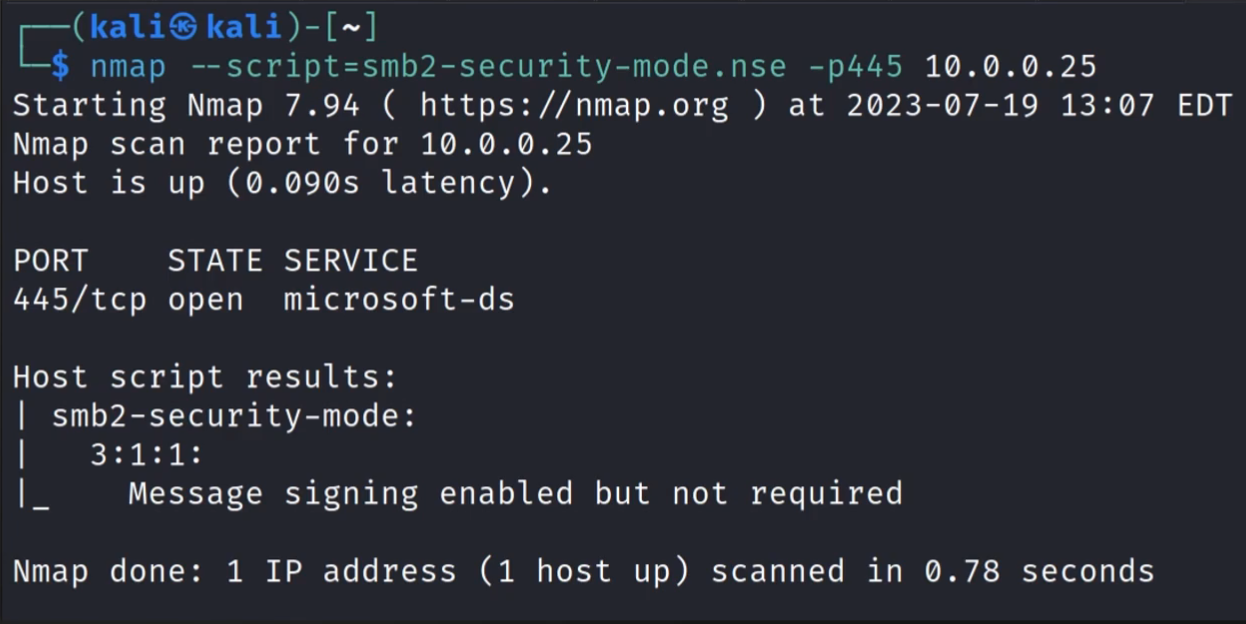 ┌──(kali㉿kali)-[~]
└─$ nmap --script=smb2-security-mode.nse -p445 10.0.0.25
Starting Nmap 7.94 ( https://nmap.org ) at 2023-07-19 13:07 EDT
Nmap scan report for 10.0.0.25
Host is up (0.090s latency).

PORT    STATE SERVICE
445/tcp open  microsoft-ds

Host script results:
| smb2-security-mode:
|   3:1:1:
|_    Message signing enabled but not required

Nmap done: 1 IP address (1 host up) scanned in 0.78 seconds